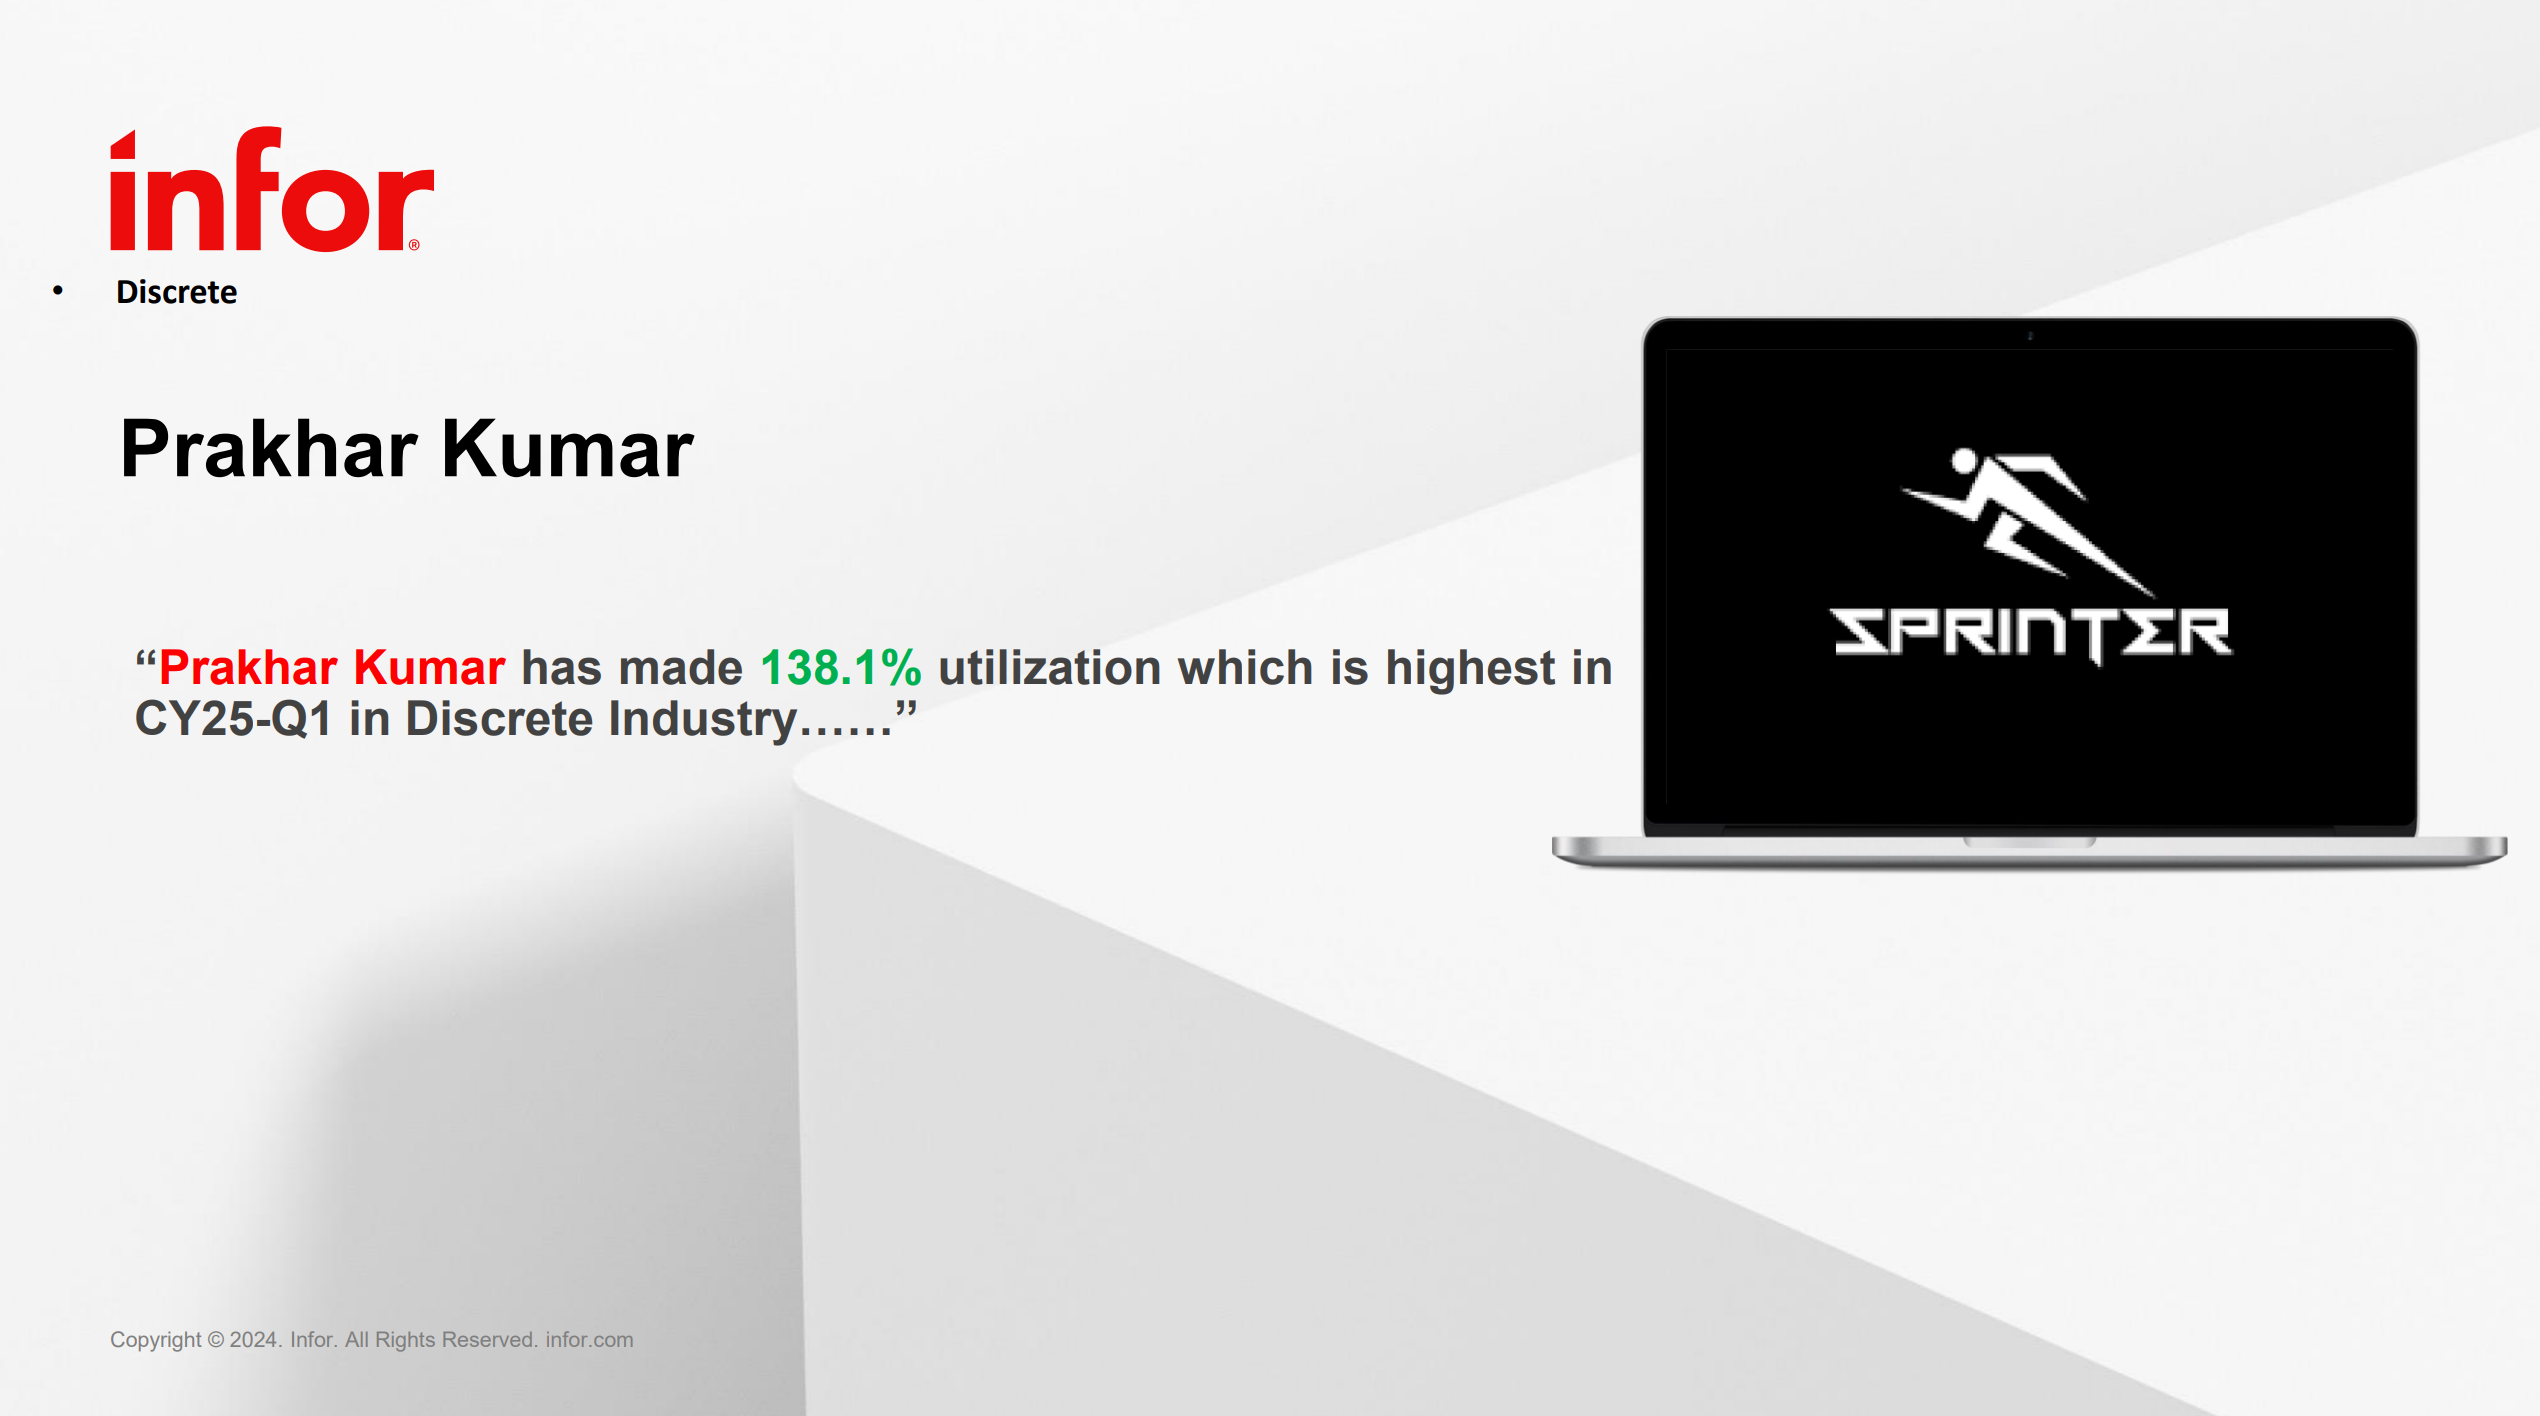 infor®
• Discrete
Prakhar Kumar
“Prakhar Kumar has made 138.1% utilization which is highest in
CY25-Q1 in Discrete Industry……”
SPRINTER
Copyright © 2024. Infor. All Rights Reserved. infor.com